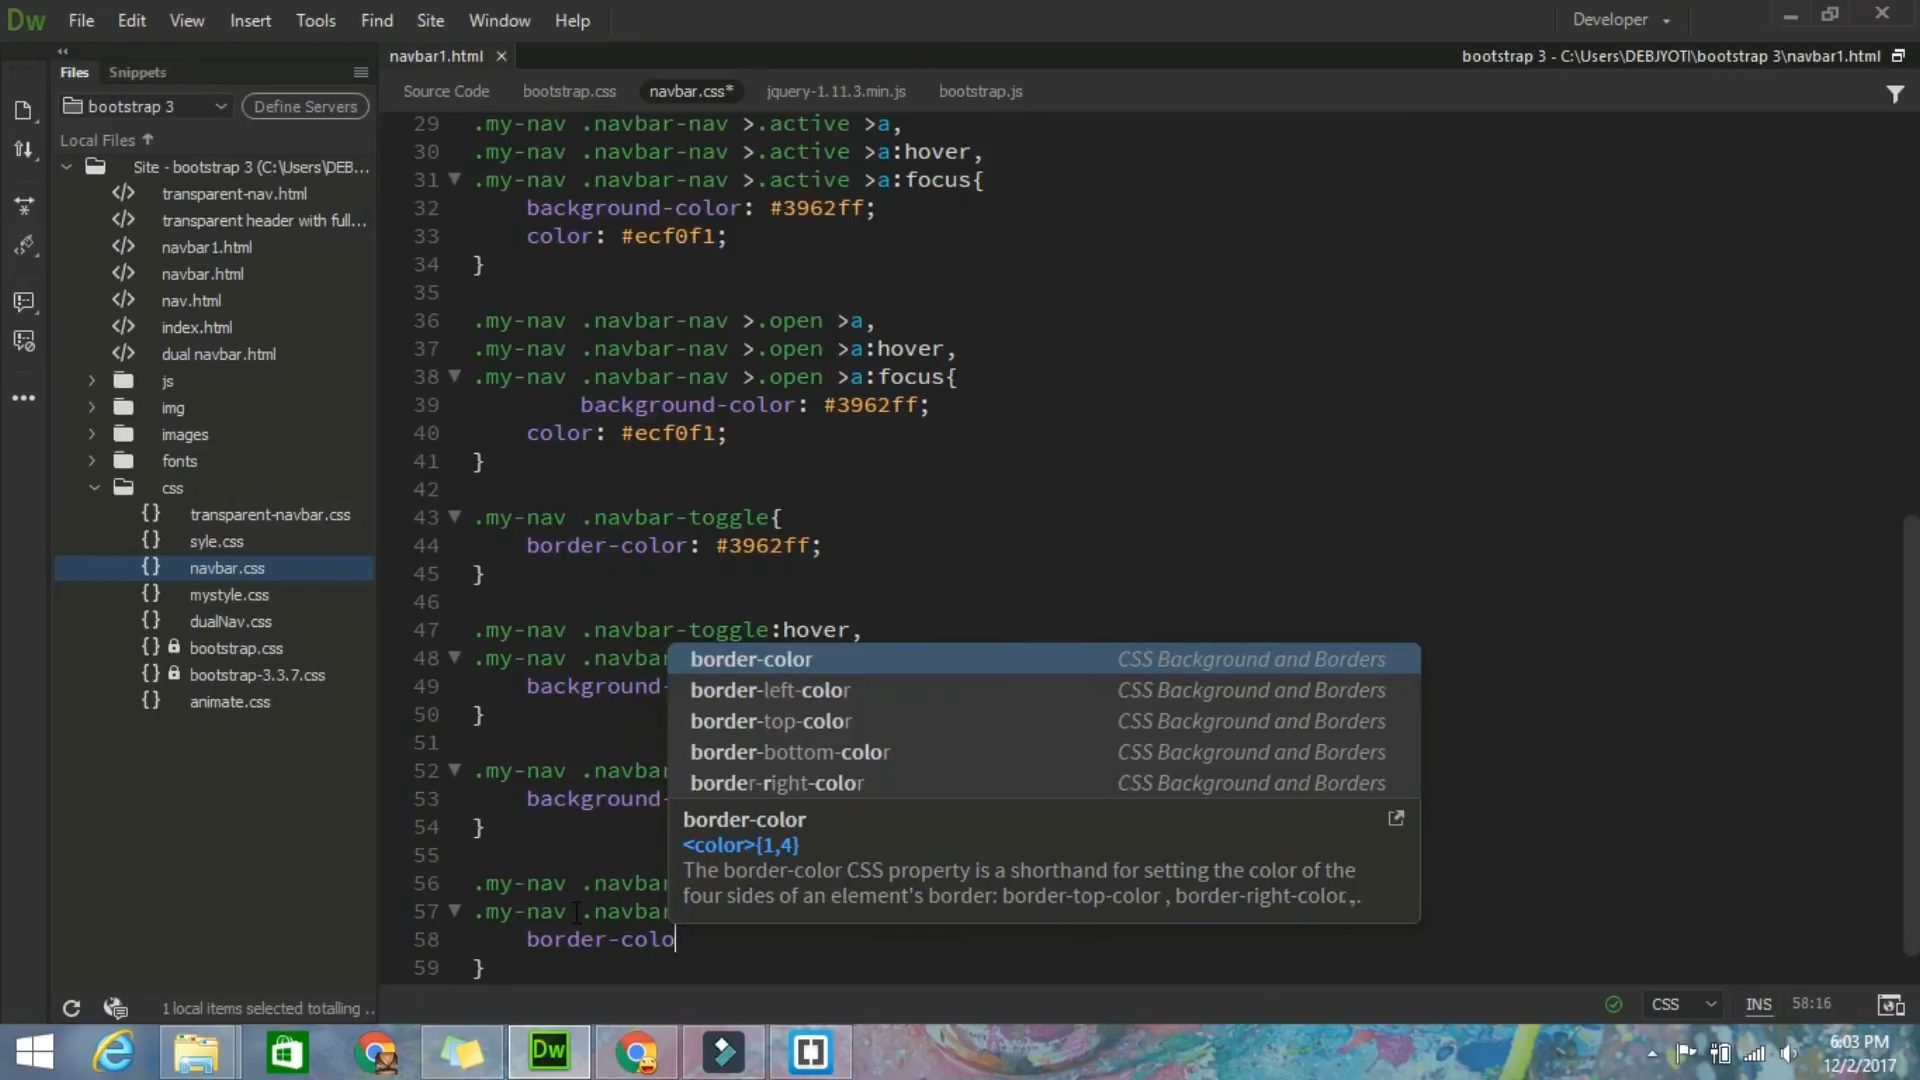 Dw File Edit View Insert Tools Find Site Window Help Developer
navbar1.html
bootstrap 3 - C:\Users\DEBJYOTI\bootstrap 3\navbar1.html
Files Snippets
Source Code bootstrap.css navbar.css* jquery-1.11.3.min.js bootstrap.js
bootstrap 3 Define Servers
Local Files
Site - bootstrap 3 (C:\Users\DEB...
transparent-nav.html
transparent header with full...
navbar1.html
navbar.html
nav.html
index.html
dual navbar.html
js
img
images
fonts
css
transparent-navbar.css
syle.css
navbar.css
mystyle.css
dualNav.css
bootstrap.css
bootstrap-3.3.7.css
animate.css
1 local items selected totalling ..
29 .my-nav .navbar-nav >.active >a,
30 .my-nav .navbar-nav >.active >a:hover,
31 .my-nav .navbar-nav >.active >a:focus{
32 background-color: #3962ff;
33 color: #ecf0f1;
34 }
35
36 .my-nav .navbar-nav >.open >a,
37 .my-nav .navbar-nav >.open >a:hover,
38 .my-nav .navbar-nav >.open >a:focus{
39 background-color: #3962ff;
40 color: #ecf0f1;
41 }
42
43 .my-nav .navbar-toggle{
44 border-color: #3962ff;
45 }
46
47 .my-nav .navbar-toggle:hover,
48 .my-nav .navbar
49 background-
50 }
51
52 .my-nav .navbar
53 background-
54 }
55
56 .my-nav .navbar
57 .my-nav .navbar
58 border-colo
59 }
border-color CSS Background and Borders
border-left-color CSS Background and Borders
border-top-color CSS Background and Borders
border-bottom-color CSS Background and Borders
border-right-color CSS Background and Borders
border-color
<color>{1,4}
The border-color CSS property is a shorthand for setting the color of the
four sides of an element's border: border-top-color , border-right-color, ,.
CSS INS 58:16
Dw
6:03 PM
12/2/2017